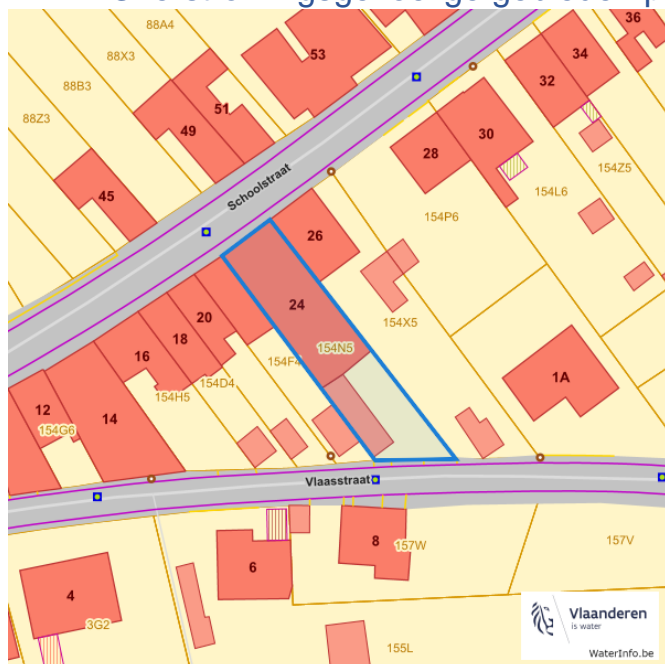 88A4
36
53
34
88X3
32
88B3
51
30
88Z3
49
28
154Z5
Schoolstraat
45
154L6
154P6
26
24
20
154X5
18
154N5
16
154F4
1A
154D4
154H5
12
14
154G6
Vlaasstraat
8
157W
157V
6
4
3G2
155L
Vlaanderen
is water
WaterInfo.be